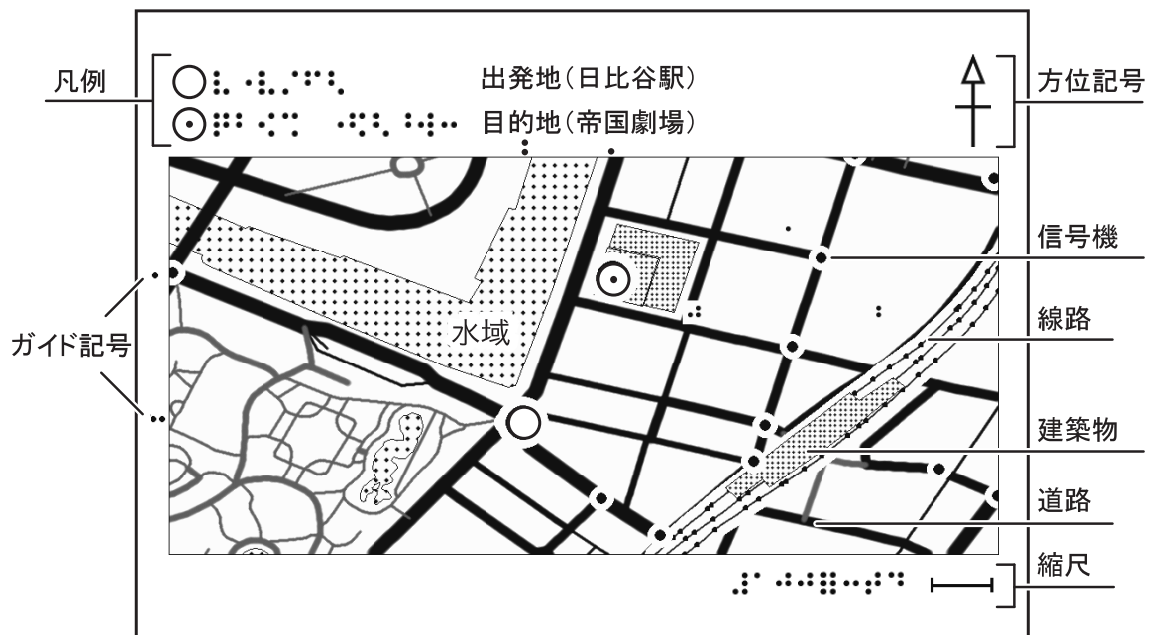 凡例
出発地(日比谷駅)
目的地(帝国劇場)
方位記号
信号機
線路
建築物
道路
縮尺
ガイド記号
水域